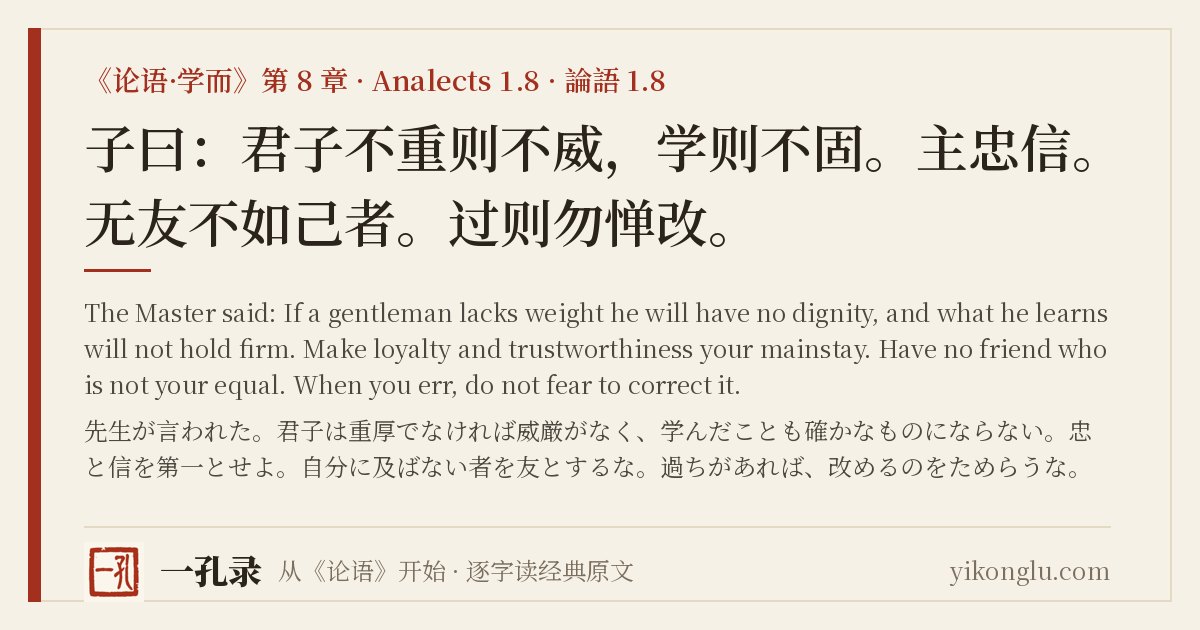 《论语·学而》第 8 章 · Analects 1.8 · 論語 1.8
子曰：君子不重则不威，学则不固。主忠信。
无友不如己者。过则勿惮改。
The Master said: If a gentleman lacks weight he will have no dignity, and what he learns
will not hold firm. Make loyalty and trustworthiness your mainstay. Have no friend who
is not your equal. When you err, do not fear to correct it.
先生が言われた。君子は重厚でなければ威厳がなく、学んだことも確かなものにならない。忠
と信を第一とせよ。自分に及ばない者を友とするな。過ちがあれば、改めるのをためらうな。
一孔
一孔录
从《论语》开始 · 逐字读经典原文
yikonglu.com